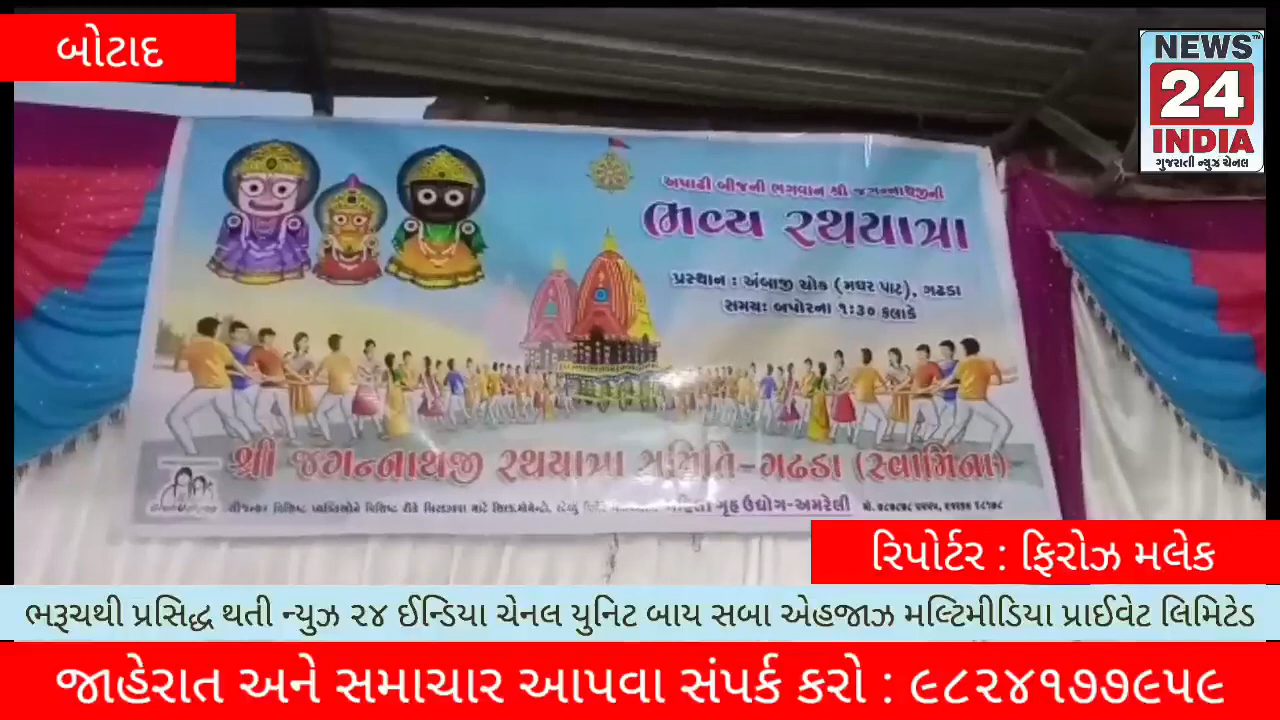 બોટાદ
NEWS
24
INDIA
ગુજરાતી ન્યુઝ ચેનલ
અષાઢી બીજની ભગવાન શ્રી જગન્નાથજીની
ભવ્ય રથયાત્રા
પ્રસ્થાન : અંબાજી ચોક (મઘર પાટ), ગઢડા
સમય: બપોરના ૧:૩૦ કલાકે
શ્રી જગન્નાથજી રથયાત્રા સમિતિ-ગઢડા (સ્વામિના)
મહિલા ગૃહ ઉદ્યોગ-અમરેલી
રિપોર્ટર : ફિરોઝ મલેક
ભરૂચથી પ્રસિદ્ધ થતી ન્યુઝ ૨૪ ઈન્ડિયા ચેનલ યુનિટ બાય સબા એહજાઝ મલ્ટિમીડિયા પ્રાઈવેટ લિમિટેડ
જાહેરાત અને સમાચાર આપવા સંપર્ક કરો : ૯૮૨૪૧૭૭૯૫૯